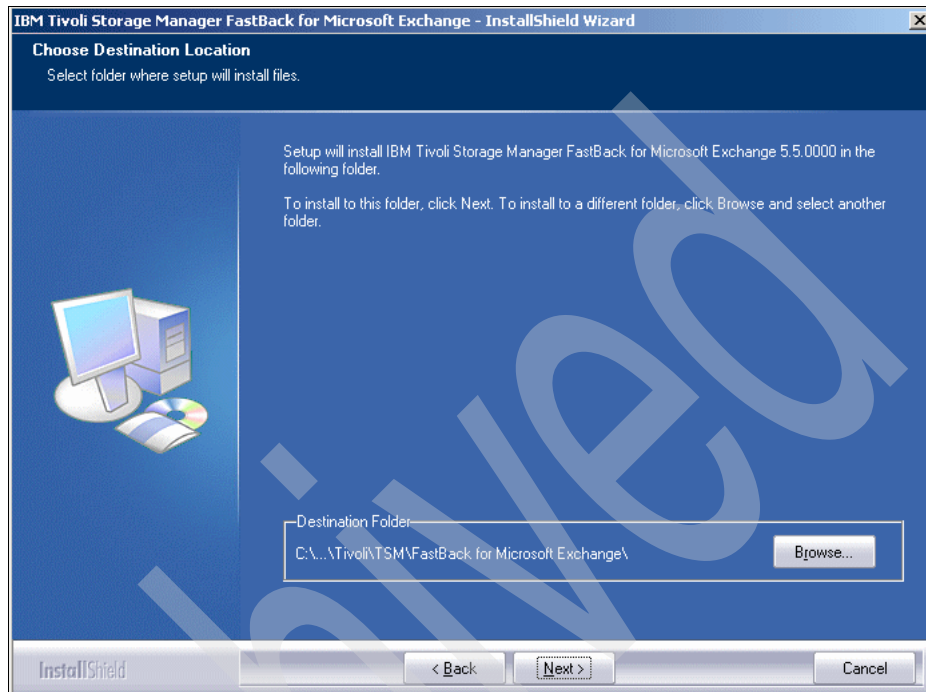 IBM Tivoli Storage Manager FastBack for Microsoft Exchange - InstallShield Wizard
Choose Destination Location
Select folder where setup will install files.
Setup will install IBM Tivoli Storage Manager FastBack for Microsoft Exchange 5.5.0000 in the
following folder.
To install to this folder, click Next. To install to a different folder, click Browse and select another
folder.
Destination Folder
C:\...\Tivoli\TSM\FastBack for Microsoft Exchange\
Browse...
InstallShield
< Back
Next >
Cancel
hived